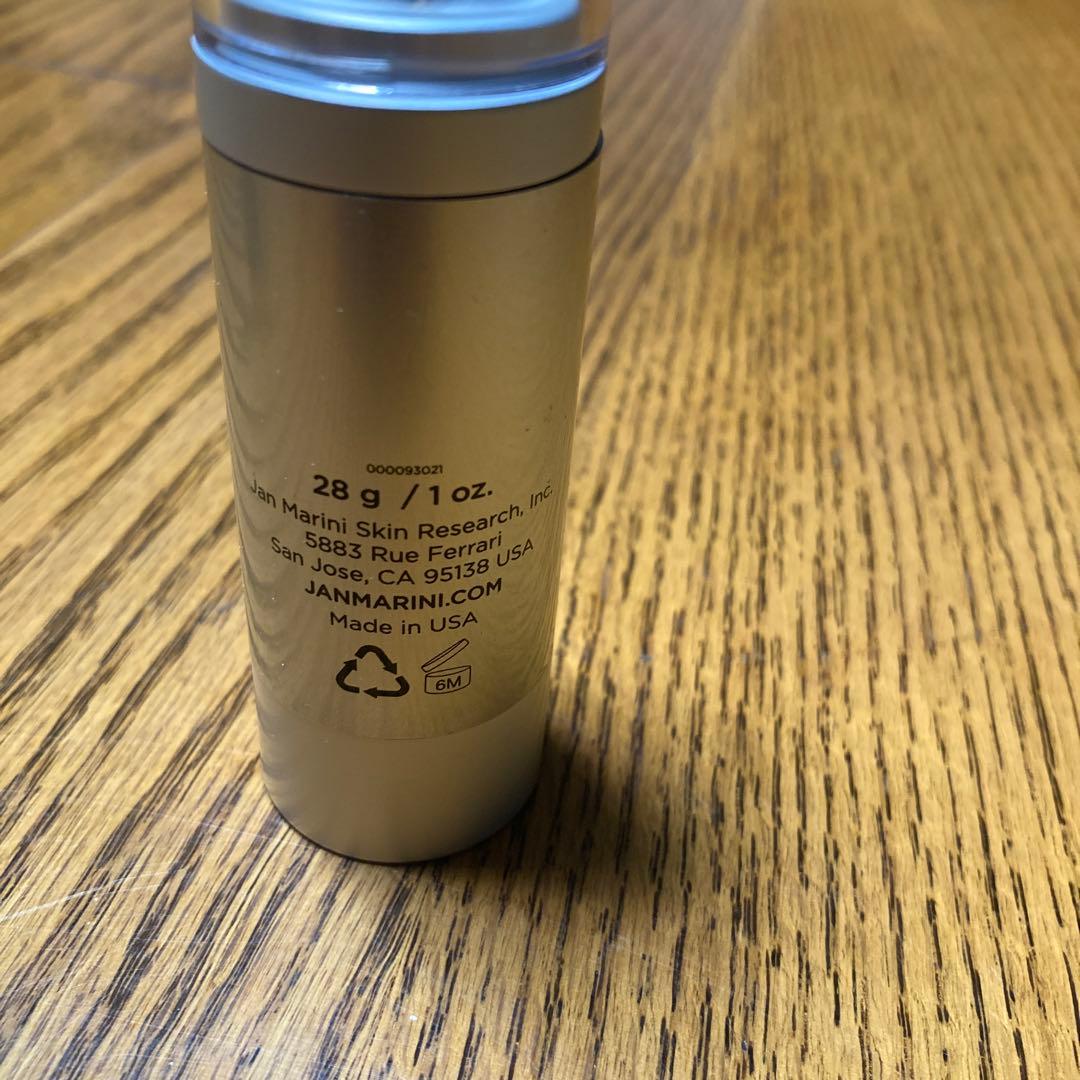 000093021
28 g / 1 oz.
Jan Marini Skin Research, Inc.
5883 Rue Ferrari
San Jose, CA 95138 USA
JANMARINI.COM
Made in USA
6M